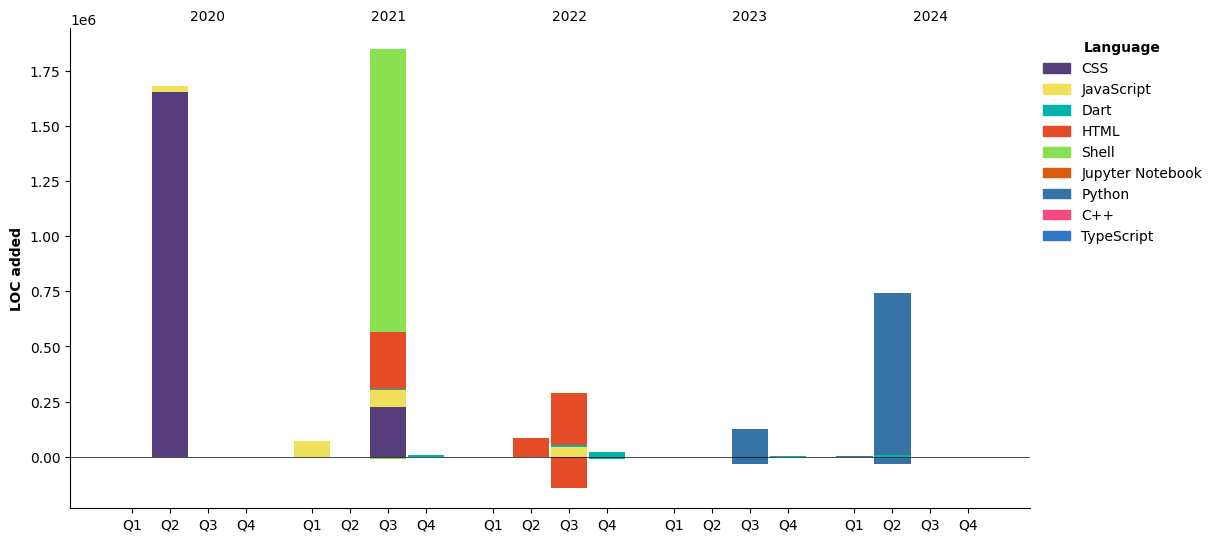 1e6
2020 2021 2022 2023 2024
LOC added
1.75
1.50
1.25
1.00
0.75
0.50
0.25
0.00
Q1 Q2 Q3 Q4 Q1 Q2 Q3 Q4 Q1 Q2 Q3 Q4 Q1 Q2 Q3 Q4 Q1 Q2 Q3 Q4
Language
CSS
JavaScript
Dart
HTML
Shell
Jupyter Notebook
Python
C++
TypeScript